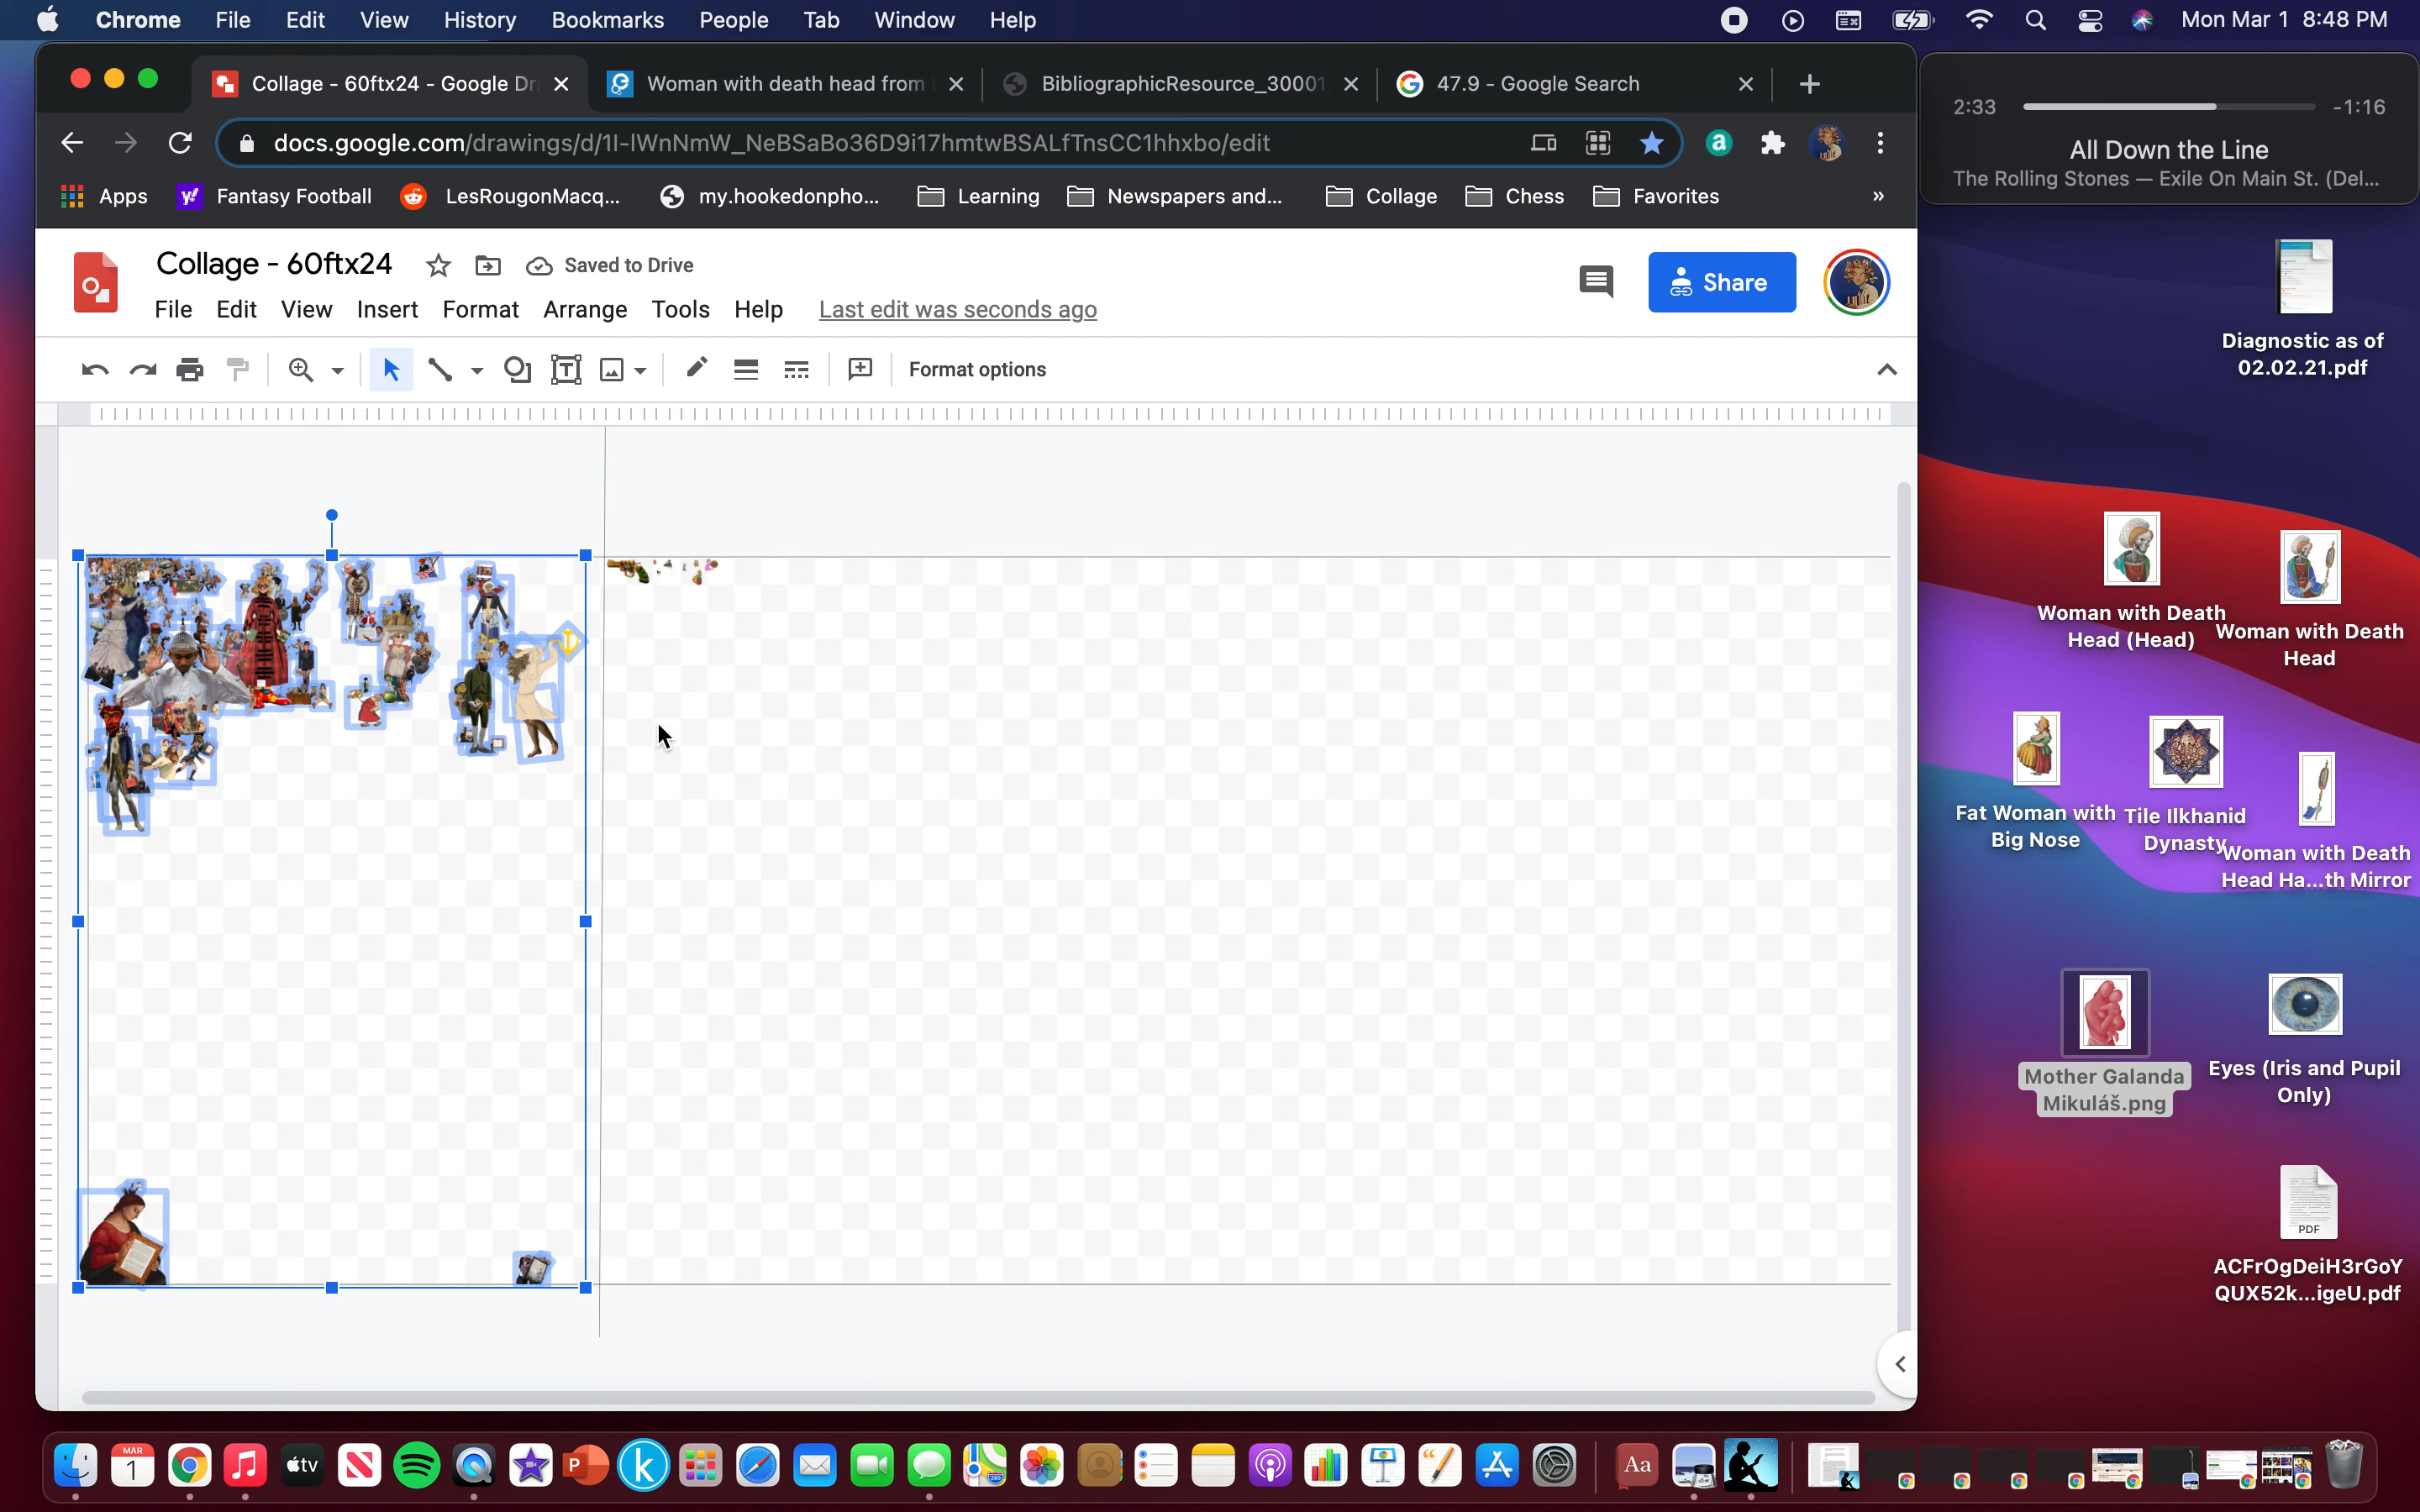 Chrome File Edit View History Bookmarks People Tab Window Help
Mon Mar 1 8:48 PM
Collage - 60ftx24 - Google Dr
Woman with death head from
BibliographicResource_30001
47.9 - Google Search
docs.google.com/drawings/d/1I-lWnNmW_NeBSaBo36D9i17hmtwBSALfTnsCC1hhxbo/edit
Apps
Fantasy Football
LesRougonMacq...
my.hookedonpho...
Learning
Newspapers and...
Collage
Chess
Favorites
»
2:33
-1:16
All Down the Line
The Rolling Stones — Exile On Main St. (Del...
Collage - 60ftx24
Saved to Drive
File Edit View Insert Format Arrange Tools Help
Last edit was seconds ago
Share
Format options
Diagnostic as of
02.02.21.pdf
Woman with Death
Head (Head)
Woman with Death
Head
Fat Woman with
Big Nose
Tile Ilkhanid
Dynasty
Woman with Death
Head Ha...th Mirror
Mother Galanda
Mikuláš.png
Eyes (Iris and Pupil
Only)
PDF
ACFrOgDeiH3rGoY
QUX52k...igeU.pdf
MAR
1
tv
P
k
280
Aa